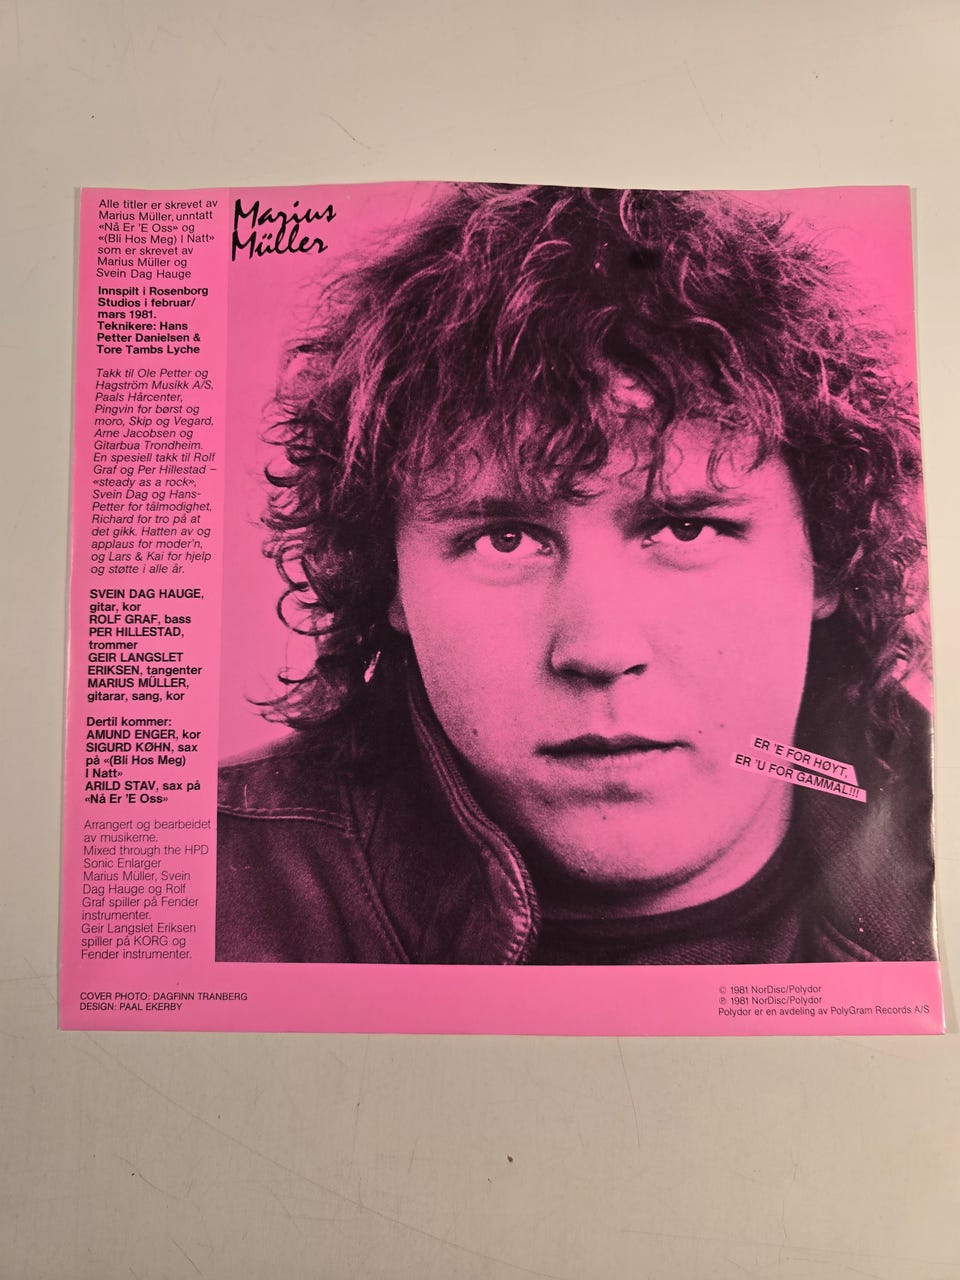 Alle titler er skrevet av
Marius Müller, unntatt
«Nå Er 'E Oss» og
«(Bli Hos Meg) I Natt»
som er skrevet av
Marius Müller og
Svein Dag Hauge
Innspilt i Rosenborg
Studios i februar/
mars 1981.
Teknikere: Hans
Petter Danielsen &
Tore Tambs Lyche
Takk til Ole Petter og
Hagström Musikk A/S,
Paals Hårcenter,
Pingvin for børst og
moro, Skip og Vegard,
Arne Jacobsen og
Gitarbua Trondheim.
En spesiell takk til Rolf
Graf og Per Hillestad –
«steady as a rock»,
Svein Dag og Hans-
Petter for tålmodighet,
Richard for tro på at
det gikk. Hatten av og
applaus for moder'n,
og Lars & Kai for hjelp
og støtte i alle år.
SVEIN DAG HAUGE,
gitar, kor
ROLF GRAF, bass
PER HILLESTAD,
trommer
GEIR LANGSLET
ERIKSEN, tangenter
MARIUS MÜLLER,
gitarar, sang, kor
Dertil kommer:
AMUND ENGER, kor
SIGURD KØHN, sax
på «(Bli Hos Meg)
I Natt»
ARILD STAV, sax på
«Nå Er 'E Oss»
Arrangert og bearbeidet
av musikerne.
Mixed through the HPD
Sonic Enlarger
Marius Müller, Svein
Dag Hauge og Rolf
Graf spiller på Fender
instrumenter.
Geir Langslet Eriksen
spiller på KORG og
Fender instrumenter.
Marius
Müller
ER 'E FOR HØYT,
ER 'U FOR GAMMAL!!!
COVER PHOTO: DAGFINN TRANBERG
DESIGN: PAAL EKERBY
© 1981 NorDisc/Polydor
℗ 1981 NorDisc/Polydor
Polydor er en avdeling av PolyGram Records A/S